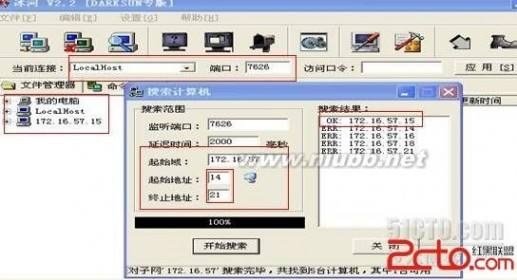 冰河 V2.2 [DARKSUN专版]
文件[F] 编辑[E] 设置[G] 帮助[H]
当前连接： LocalHost 端口： 7626 访问口令： 应用[S]
文件管理器 命令
我的电脑
LocalHost
172.16.57.15
搜索计算机
搜索范围
监听端口： 7626
延迟时间： 2000 毫秒
起始域： 172.16.57
起始地址： 14
终止地址： 21
100%
开始搜索
搜索结果：
OK: 172.16.57.15
ERR: 172.16.57.14
ERR: 172.16.57.16
ERR: 172.16.57.18
ERR: 172.16.57.21
关 闭
更新时间
www.niubb.net
对子网'172.16.57'搜索完毕，共找到5台计算机，其中1台可用
51CTO.com
红黑联盟
2cto.com